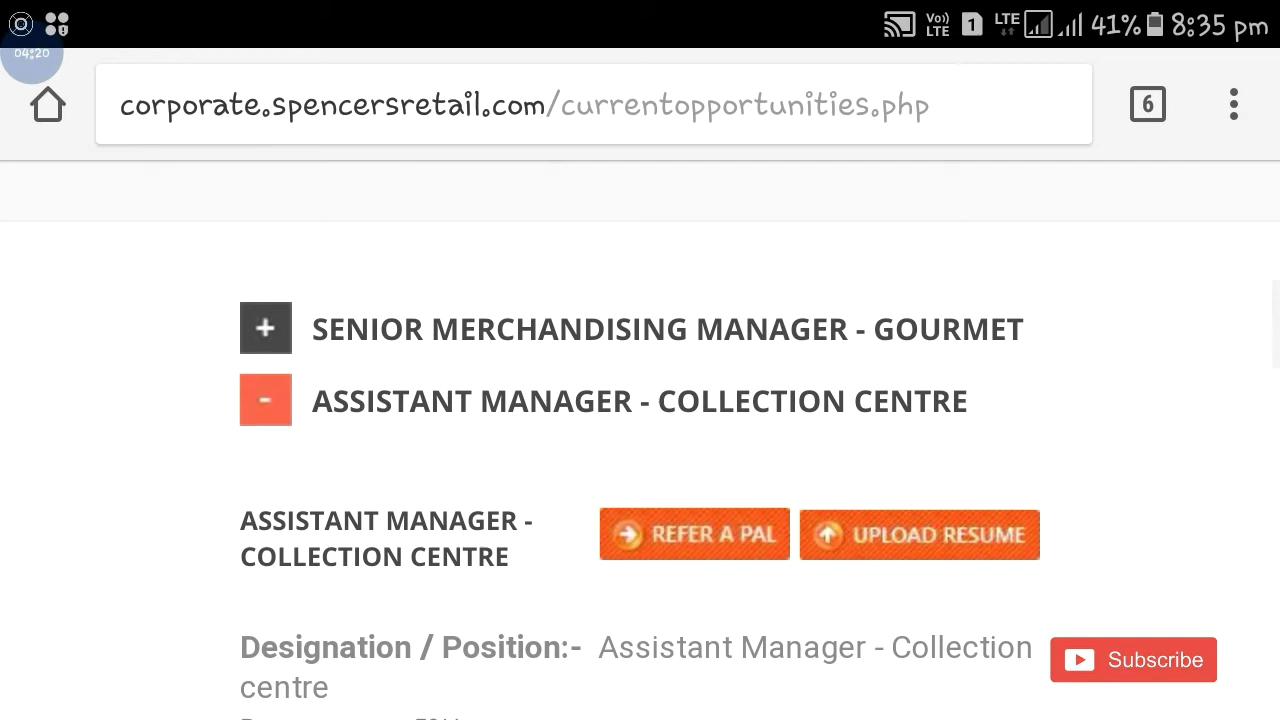 Vo) LTE 1 LTE 41% 8:35 pm
04:20
corporate.spencersretail.com/currentopportunities.php
6
+ SENIOR MERCHANDISING MANAGER - GOURMET
- ASSISTANT MANAGER - COLLECTION CENTRE
ASSISTANT MANAGER -
COLLECTION CENTRE
REFER A PAL
UPLOAD RESUME
Designation / Position:- Assistant Manager - Collection
centre
Subscribe